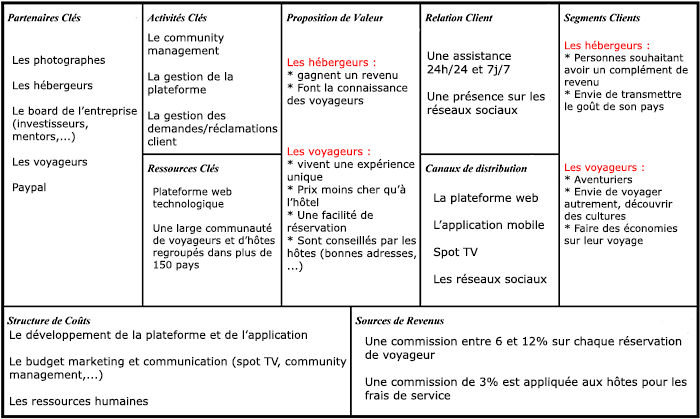 Partenaires Clés
Les photographes
Les hébergeurs
Le board de l'entreprise
(investisseurs,
mentors,...)
Les voyageurs
Paypal
Activités Clés
Le community
management
La gestion de la
plateforme
La gestion des
demandes/réclamations
client
Ressources Clés
Plateforme web
technologique
Une large communauté
de voyageurs et d'hôtes
regroupés dans plus de
150 pays
Proposition de Valeur
Les hébergeurs :
* gagnent un revenu
* Font la connaissance
des voyageurs
Les voyageurs :
* vivent une expérience
unique
* Prix moins cher qu'à
l'hôtel
* Une facilité de
réservation
* Sont conseillés par les
hôtes (bonnes adresses,
...)
Relation Client
Une assistance
24h/24 et 7j/7
Une présence sur les
réseaux sociaux
Canaux de distribution
La plateforme web
L'application mobile
Spot TV
Les réseaux sociaux
Segments Clients
Les hébergeurs :
* Personnes souhaitant
avoir un complément de
revenu
* Envie de transmettre
le goût de son pays
Les voyageurs :
* Aventuriers
* Envie de voyager
autrement, découvrir
des cultures
* Faire des économies
sur leur voyage
Structure de Coûts
Le développement de la plateforme et de l'application
Le budget marketing et communication (spot TV, community
management,...)
Les ressources humaines
Sources de Revenus
Une commission entre 6 et 12% sur chaque réservation
de voyageur
Une commission de 3% est appliquée aux hôtes pour les
frais de service